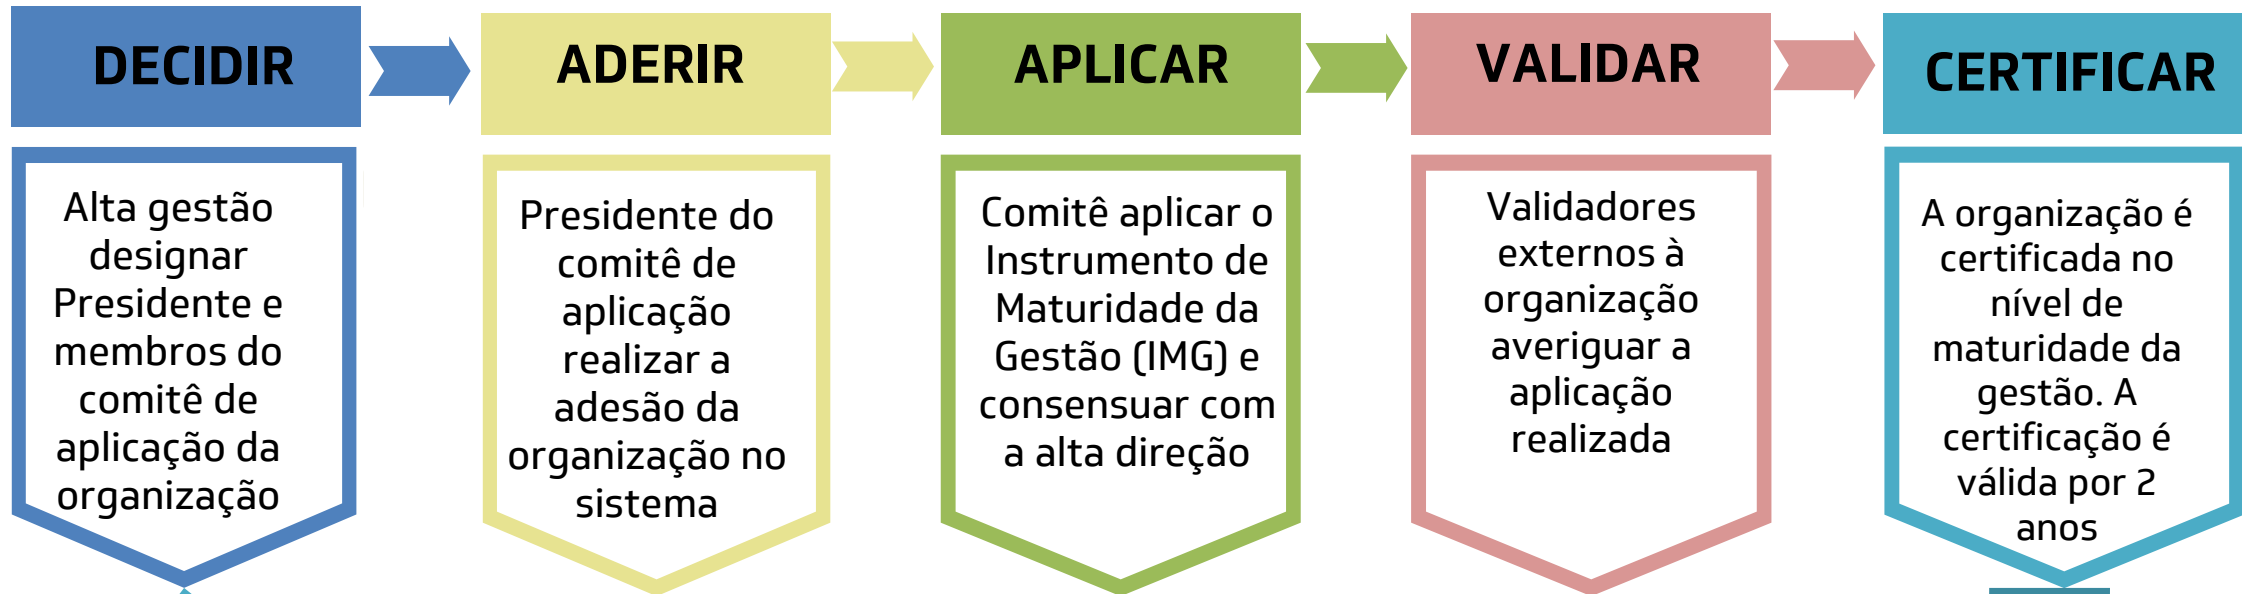 DECIDIR
ADERIR
APLICAR
VALIDAR
CERTIFICAR
Alta gestão
designar
Presidente e
membros do
comitê de
aplicação da
organização
Presidente do
comitê de
aplicação
realizar a
adesão da
organização no
sistema
Comitê aplicar o
Instrumento de
Maturidade da
Gestão (IMG) e
consensuar com
a alta direção
Validadores
externos à
organização
averiguar a
aplicação
realizada
A organização é
certificada no
nível de
maturidade da
gestão. A
certificação é
válida por 2
anos